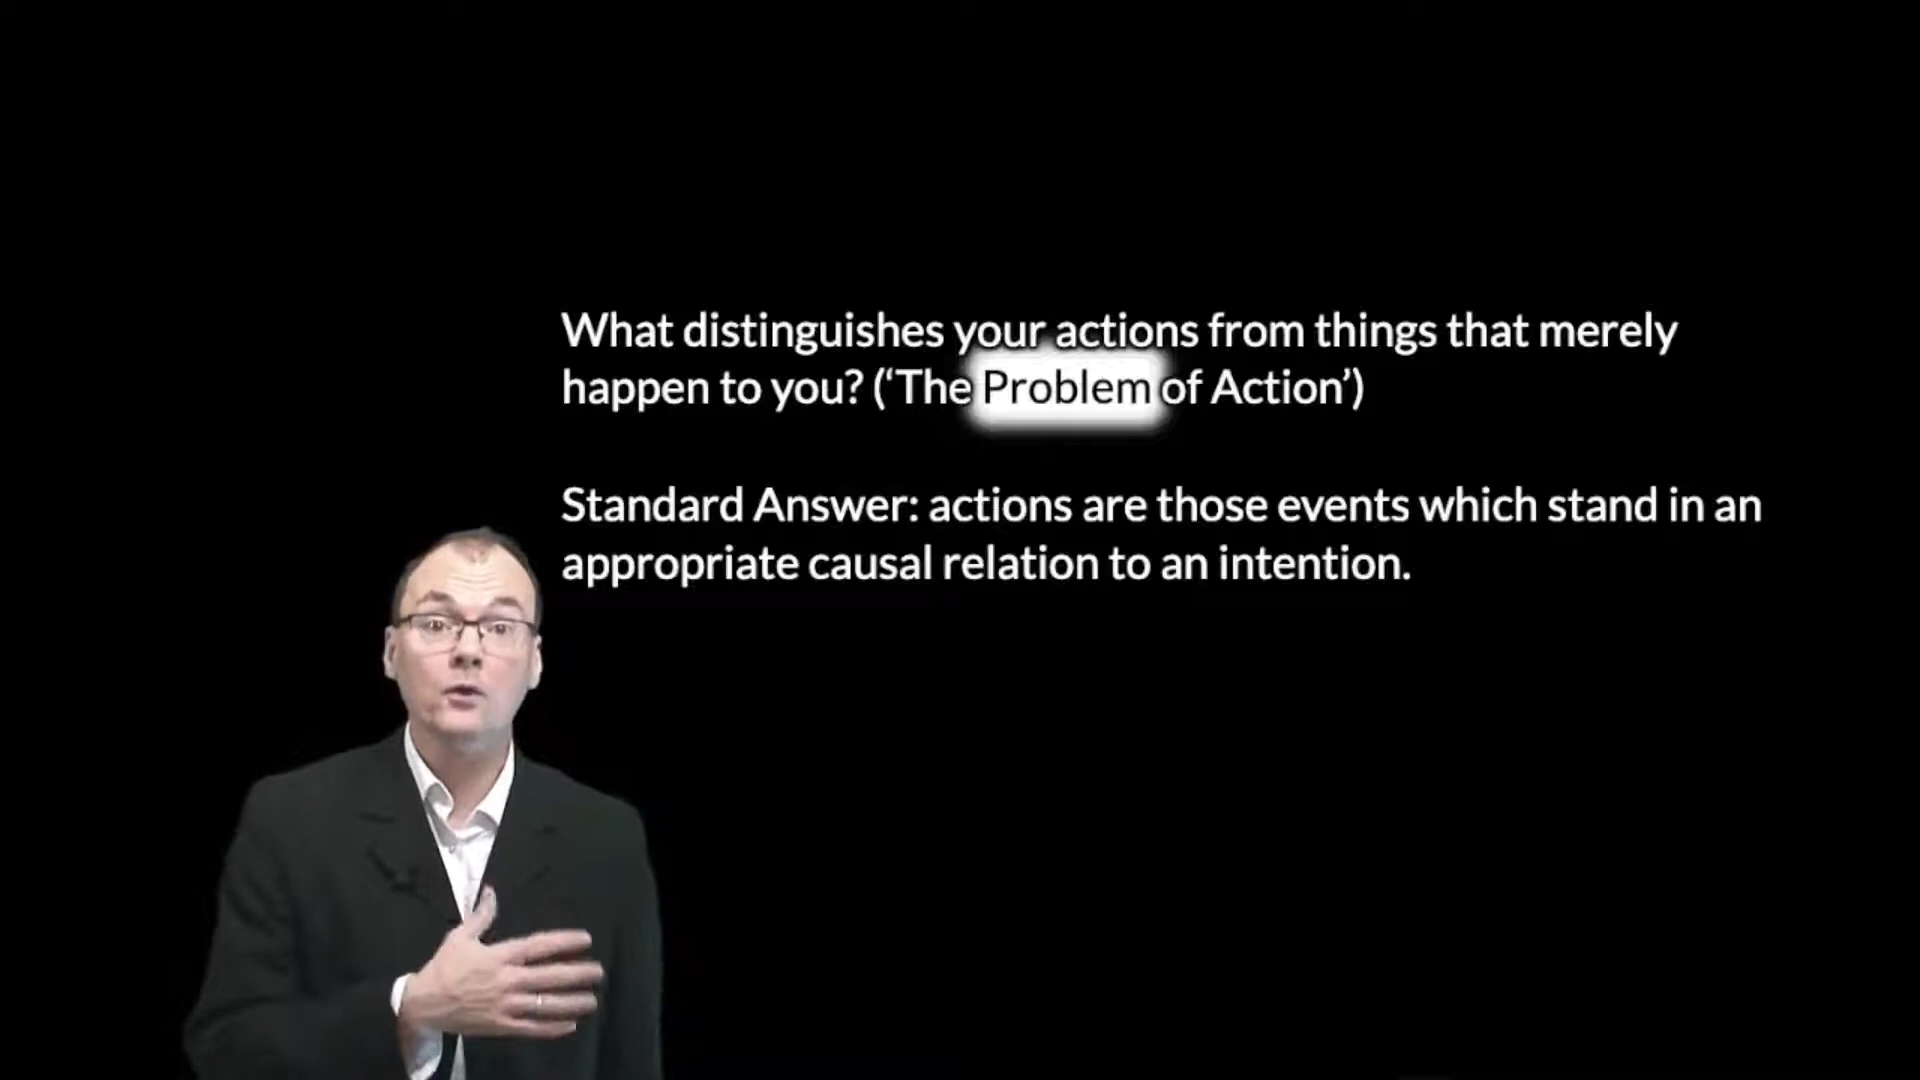 What distinguishes your actions from things that merely
happen to you? (‘The Problem of Action’)
Standard Answer: actions are those events which stand in an
appropriate causal relation to an intention.